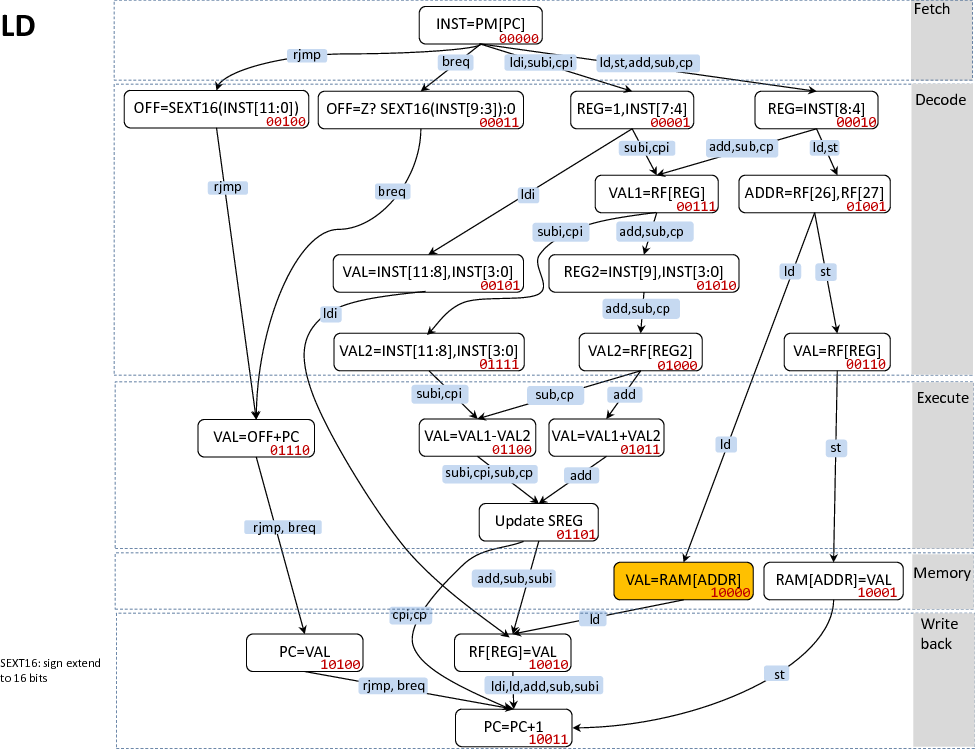 LD
Fetch
INST=PM[PC]
00000
rjmp
breq
ldi,subi,cpi
ld,st,add,sub,cp
Decode
OFF=SEXT16(INST[11:0])
00100
OFF=Z? SEXT16(INST[9:3]):0
00011
REG=1,INST[7:4]
00001
REG=INST[8:4]
00010
subi,cpi
add,sub,cp
ld,st
rjmp
breq
ldi
VAL1=RF[REG]
00111
ADDR=RF[26],RF[27]
01001
subi,cpi
add,sub,cp
VAL=INST[11:8],INST[3:0]
00101
REG2=INST[9],INST[3:0]
01010
ld
st
ldi
add,sub,cp
VAL2=INST[11:8],INST[3:0]
01111
VAL2=RF[REG2]
01000
VAL=RF[REG]
00110
Execute
subi,cpi
sub,cp
add
VAL=OFF+PC
01110
VAL=VAL1-VAL2
01100
VAL=VAL1+VAL2
01011
ld
st
subi,cpi,sub,cp
add
Update SREG
01101
rjmp, breq
Memory
add,sub,subi
VAL=RAM[ADDR]
10000
RAM[ADDR]=VAL
10001
cpi,cp
ld
Write
back
PC=VAL
10100
RF[REG]=VAL
10010
SEXT16: sign extend
to 16 bits
rjmp, breq
ldi,ld,add,sub,subi
st
PC=PC+1
10011